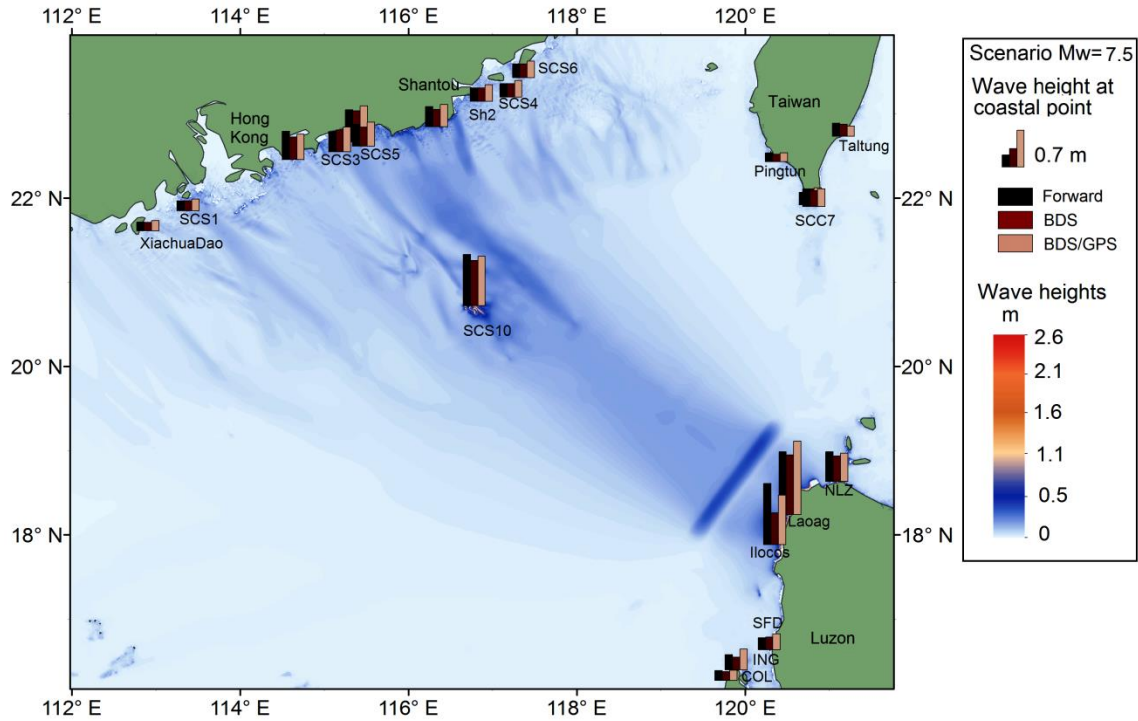 112° E 114° E 116° E 118° E 120° E
22° N
20° N
18° N
22° N
20° N
18° N
112° E 114° E 116° E 118° E 120° E
Shantou
SCS6
SCS4
Sh2
Hong
Kong
SCS3
SCS5
SCS1
XiachuaDao
SCS10
Taiwan
Taltung
Pingtun
SCC7
NLZ
Laoag
Ilocos
SFD
ING
COL
Luzon
Scenario Mw= 7.5
Wave height at
coastal point
0.7 m
Forward
BDS
BDS/GPS
Wave heights
m
2.6
2.1
1.6
1.1
0.5
0